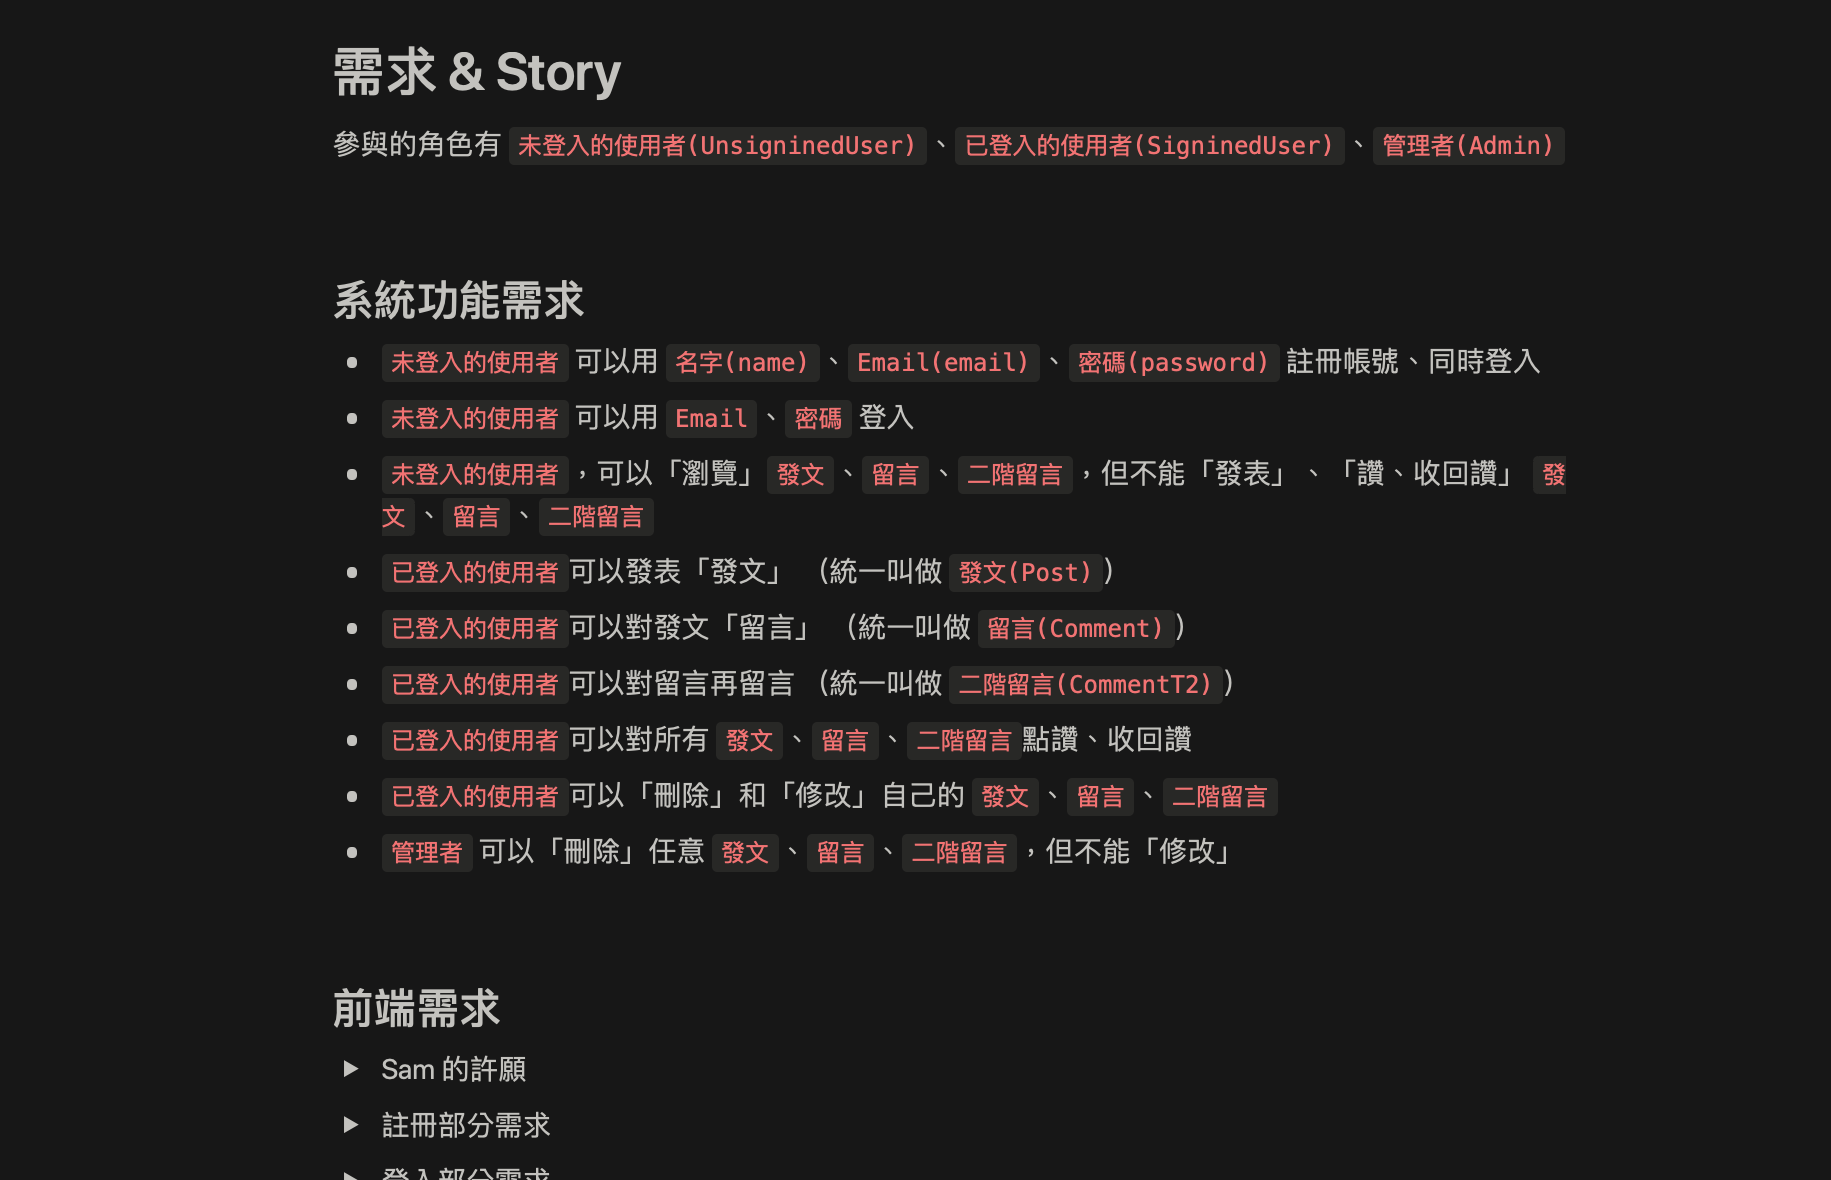 需求 & Story
參與的角色有 未登入的使用者(UnsigninedUser) 、 已登入的使用者(SigninedUser) 、 管理者(Admin)
系統功能需求
未登入的使用者 可以用 名字(name) 、 Email(email) 、 密碼(password) 註冊帳號、同時登入
未登入的使用者 可以用 Email 、 密碼 登入
未登入的使用者 ，可以「瀏覽」 發文 、 留言 、 二階留言 ，但不能「發表」、「讚、收回讚」 發
文 、 留言 、 二階留言
已登入的使用者 可以發表「發文」 （統一叫做 發文(Post) ）
已登入的使用者 可以對發文「留言」 （統一叫做 留言(Comment) ）
已登入的使用者 可以對留言再留言 （統一叫做 二階留言(CommentT2) ）
已登入的使用者 可以對所有 發文 、 留言 、 二階留言 點讚、收回讚
已登入的使用者 可以「刪除」和「修改」自己的 發文 、 留言 、 二階留言
管理者 可以「刪除」任意 發文 、 留言 、 二階留言 ，但不能「修改」
前端需求
Sam 的許願
註冊部分需求
登入部分需求